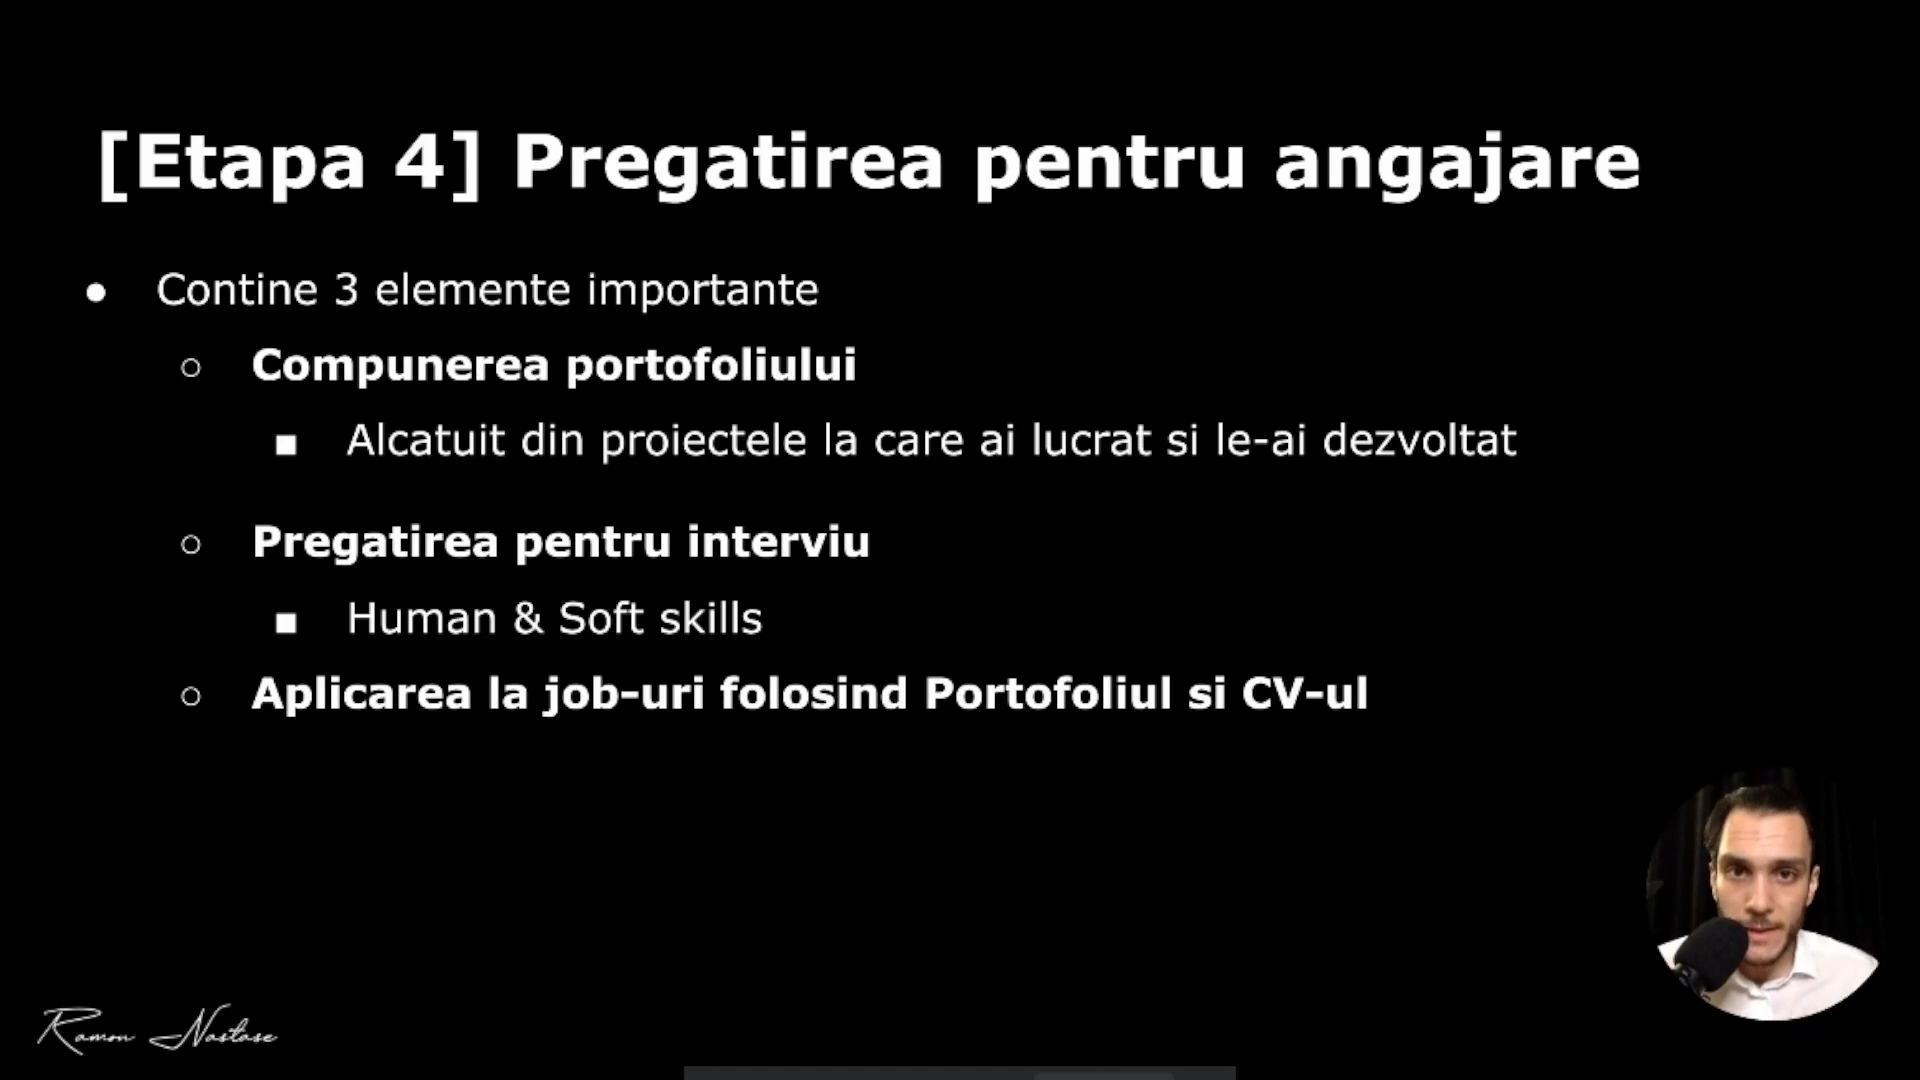 [Etapa 4] Pregatirea pentru angajare
● Contine 3 elemente importante
○ Compunerea portofoliului
■ Alcatuit din proiectele la care ai lucrat si le-ai dezvoltat
○ Pregatirea pentru interviu
■ Human & Soft skills
○ Aplicarea la job-uri folosind Portofoliul si CV-ul
Ramon Nastase